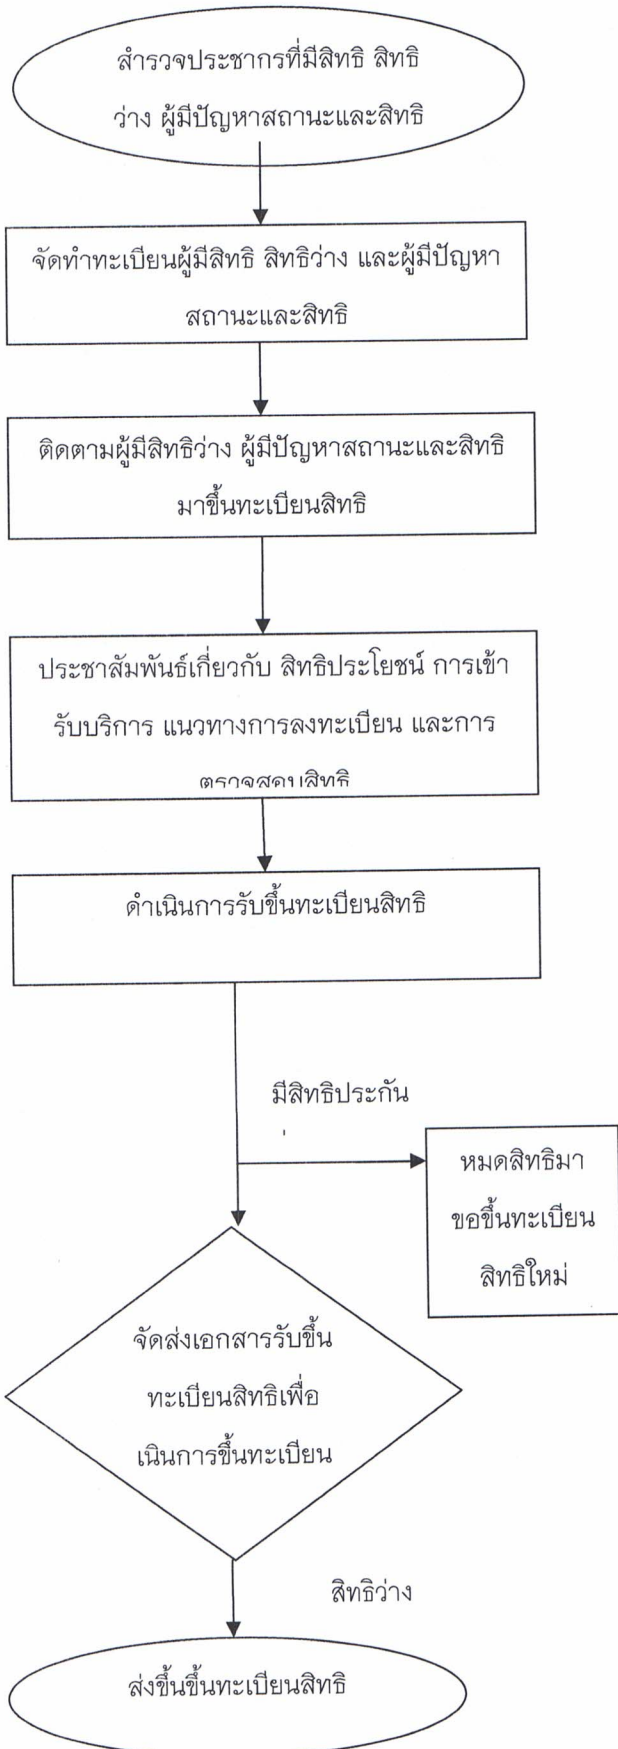 สำรวจประชากรที่มีสิทธิ สิทธิ
ว่าง ผู้มีปัญหาสถานะและสิทธิ
จัดทำทะเบียนผู้มีสิทธิ สิทธิว่าง และผู้มีปัญหา
สถานะและสิทธิ
ติดตามผู้มีสิทธิว่าง ผู้มีปัญหาสถานะและสิทธิ
มาขึ้นทะเบียนสิทธิ
ประชาสัมพันธ์เกี่ยวกับ สิทธิประโยชน์ การเข้า
รับบริการ แนวทางการลงทะเบียน และการ
ตรวจสอบสิทธิ
ดำเนินการรับขึ้นทะเบียนสิทธิ
มีสิทธิประกัน
หมดสิทธิมา
ขอขึ้นทะเบียน
สิทธิใหม่
จัดส่งเอกสารรับขึ้น
ทะเบียนสิทธิเพื่อ
เนินการขึ้นทะเบียน
สิทธิว่าง
ส่งขึ้นขึ้นทะเบียนสิทธิ